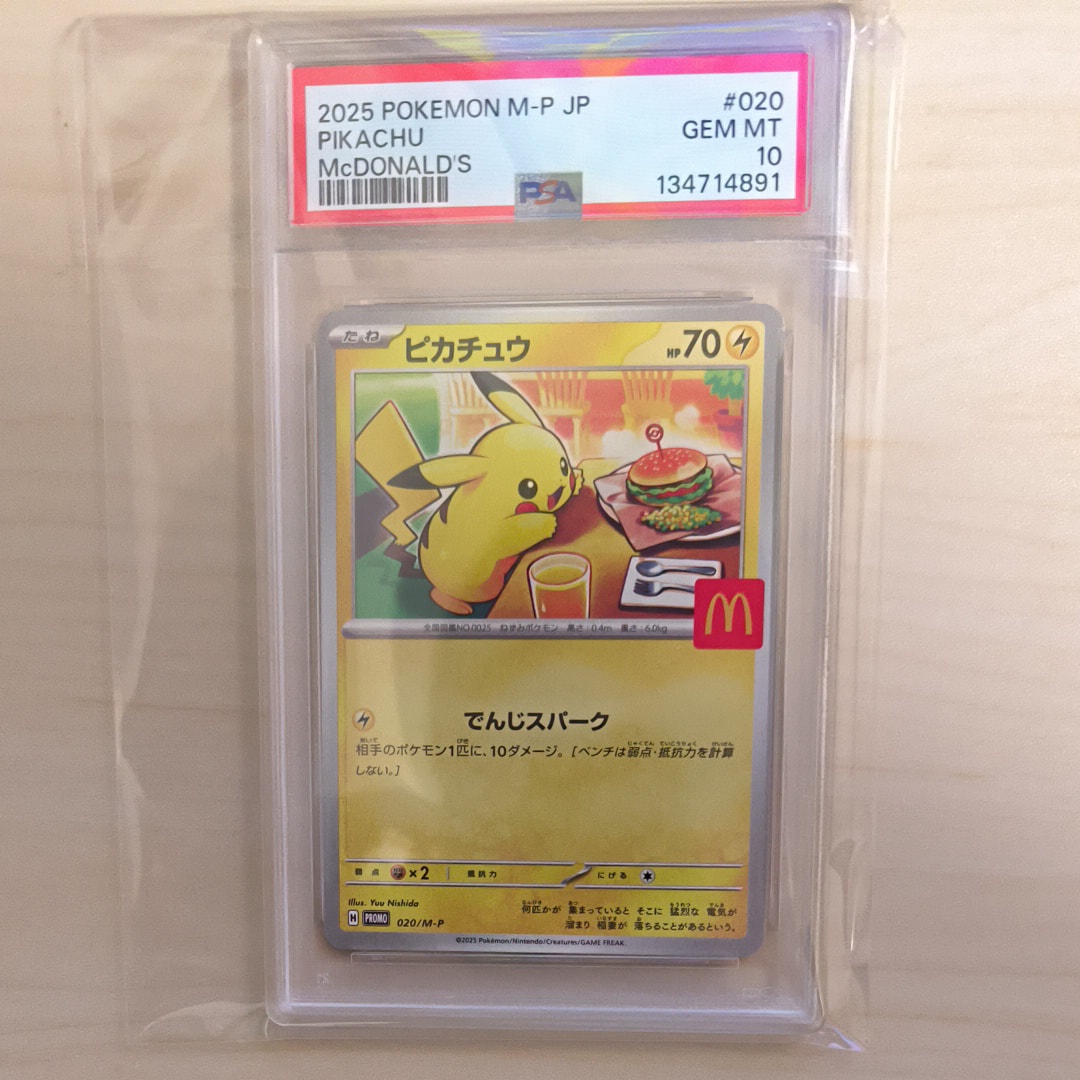 2025 POKEMON M-P JP #020
PIKACHU GEM MT
McDONALD'S 10
PSA 134714891
たね ピカチュウ HP 70
全国図鑑NO.0025 ねずみポケモン 高さ:0.4m 重さ:6.0kg
でんじスパーク
相手のポケモン1匹に、10ダメージ。[ベンチは弱点・抵抗力を計算
しない。]
弱点 ×2 抵抗力 にげる
Illus. Yuu Nishida
H PROMO 020/M-P
何匹かが 集まっていると そこに 猛烈な 電気が
溜まり 稲妻が 落ちることがあるという。
©2025 Pokémon/Nintendo/Creatures/GAME FREAK.